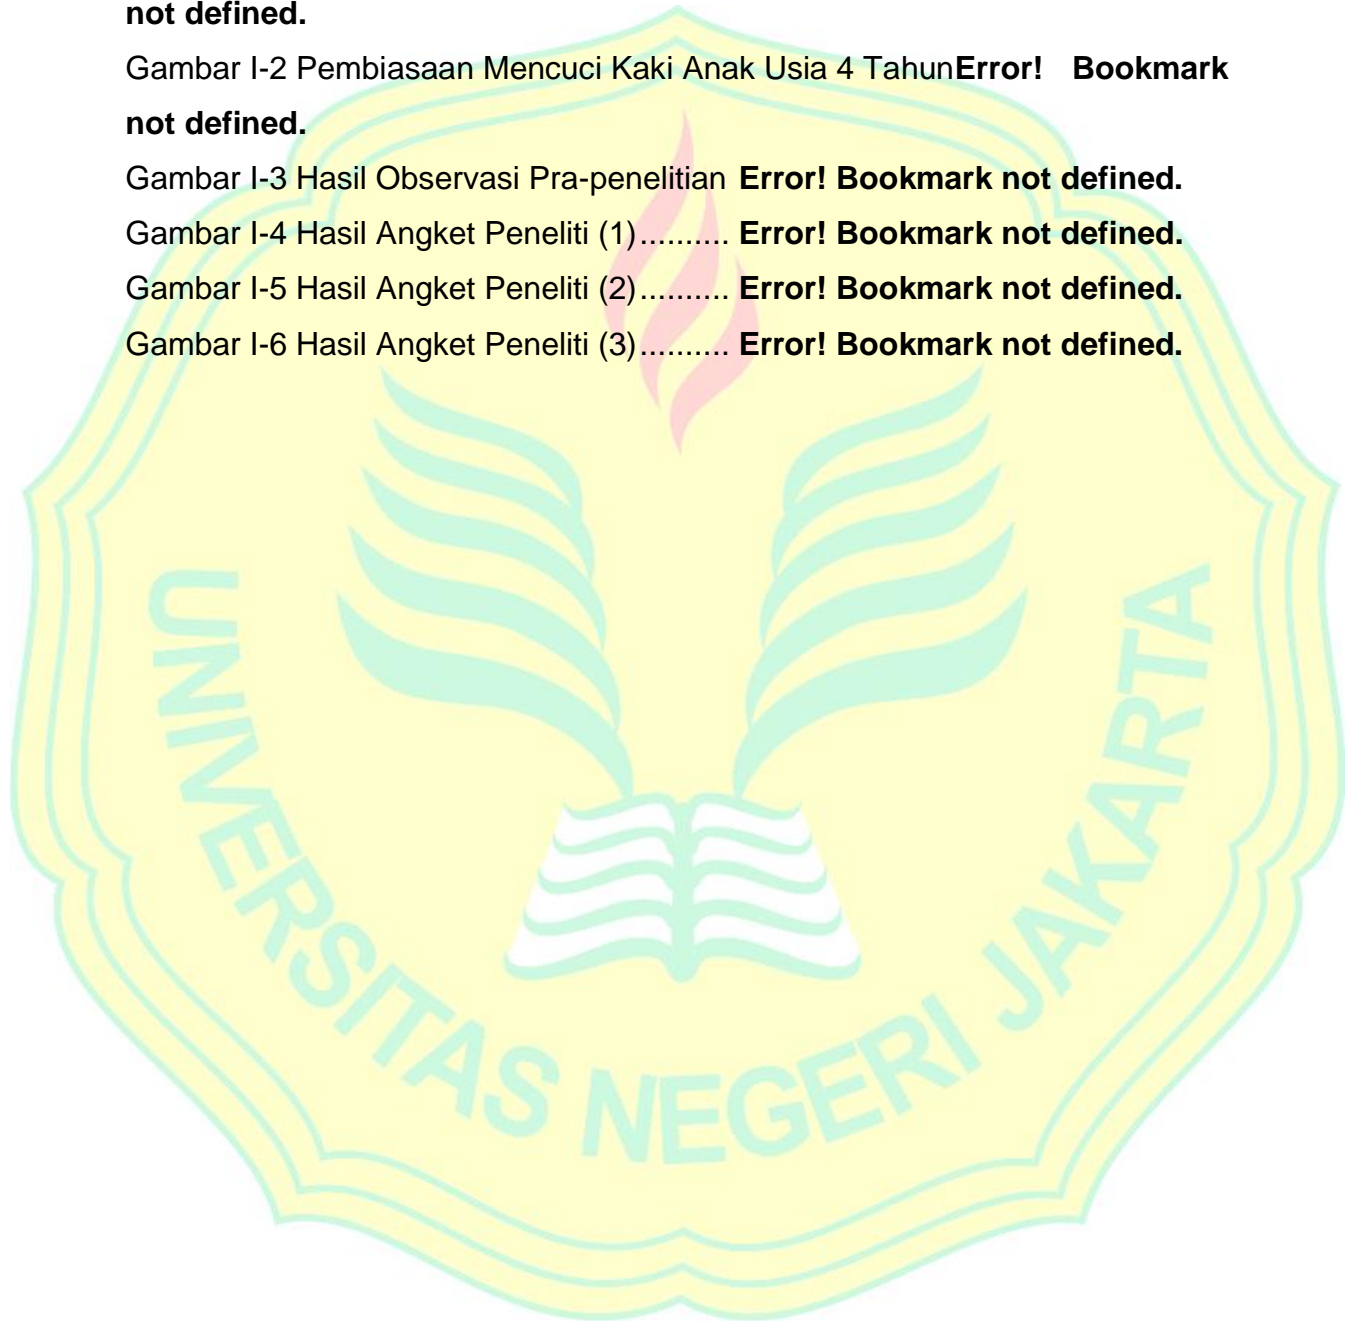 not defined.
Gambar I-2 Pembiasaan Mencuci Kaki Anak Usia 4 TahunError! Bookmark
not defined.
Gambar I-3 Hasil Observasi Pra-penelitian Error! Bookmark not defined.
Gambar I-4 Hasil Angket Peneliti (1).......... Error! Bookmark not defined.
Gambar I-5 Hasil Angket Peneliti (2).......... Error! Bookmark not defined.
Gambar I-6 Hasil Angket Peneliti (3).......... Error! Bookmark not defined.
UNIVERSITAS NEGERI JAKARTA